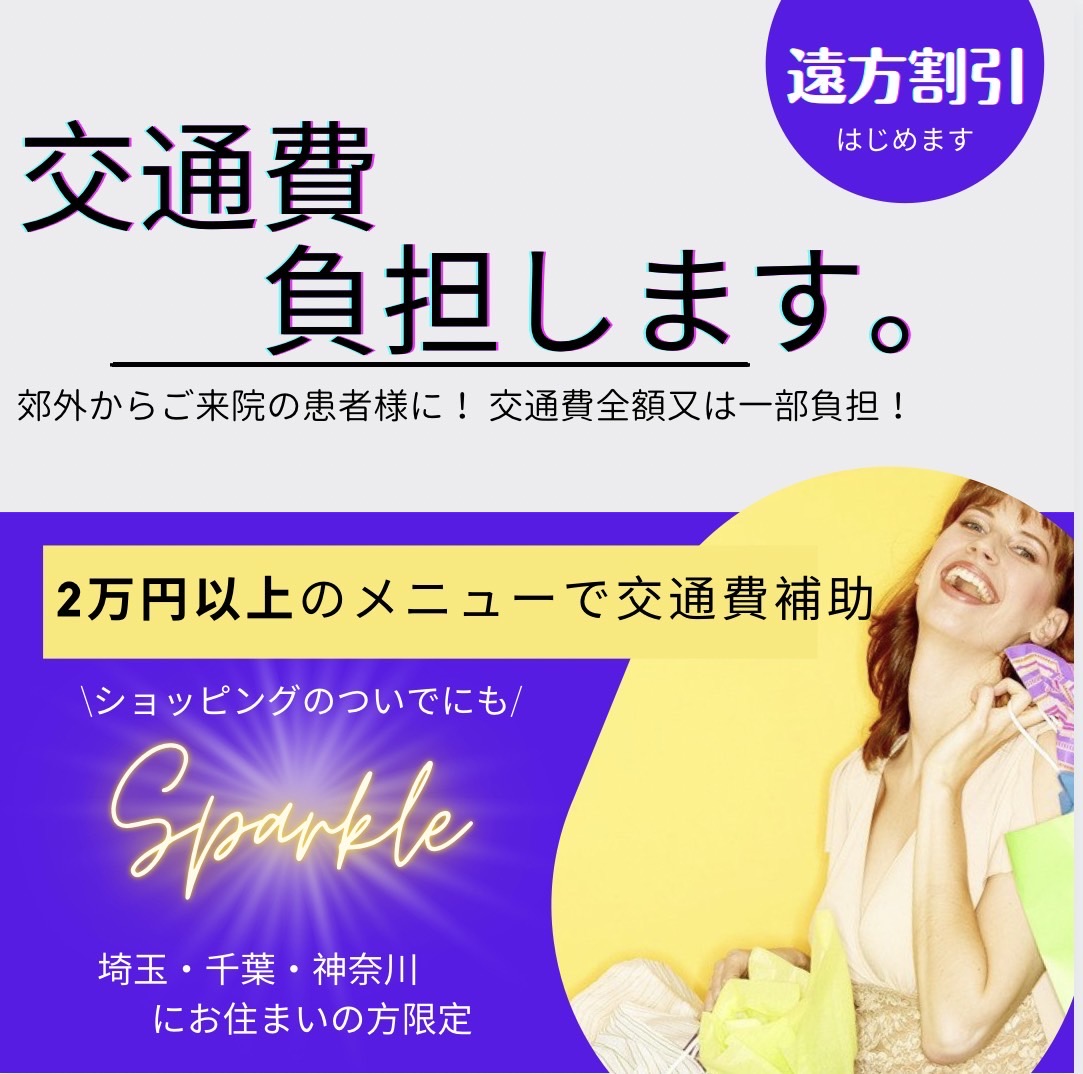 遠方割引
はじめます
交通費
負担します。
郊外からご来院の患者様に！ 交通費全額又は一部負担！
2万円以上のメニューで交通費補助
\ショッピングのついでにも/
Sparkle
埼玉・千葉・神奈川
にお住まいの方限定